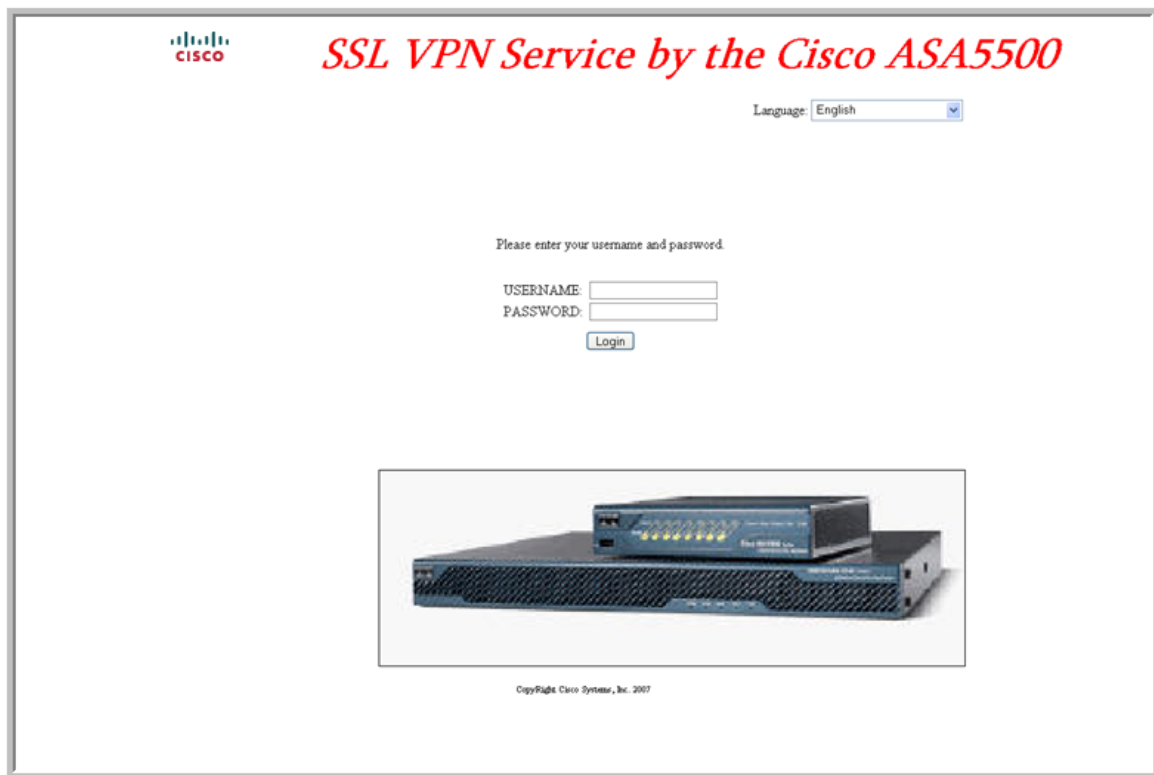 CISCO
SSL VPN Service by the Cisco ASA5500
Language: English
Please enter your username and password.
USERNAME:
PASSWORD:
Login
CopyRight Cisco Systems, Inc. 2007